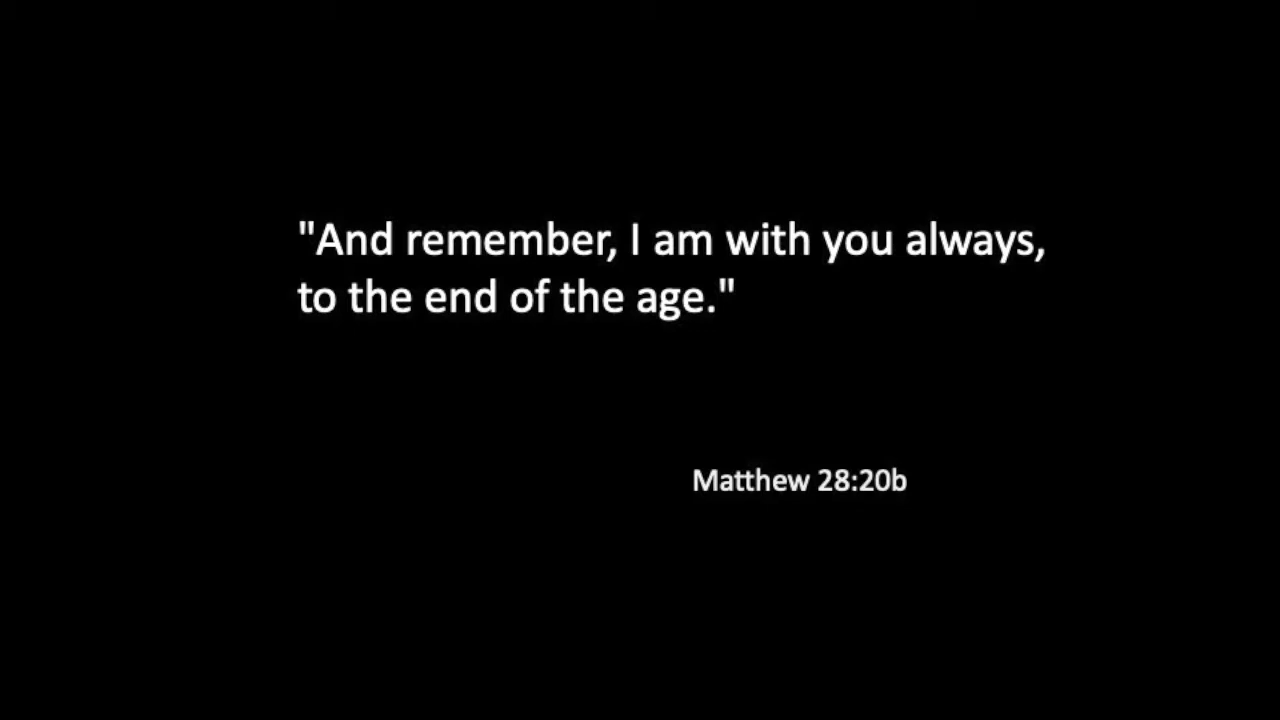 "And remember, I am with you always,
to the end of the age."
Matthew 28:20b